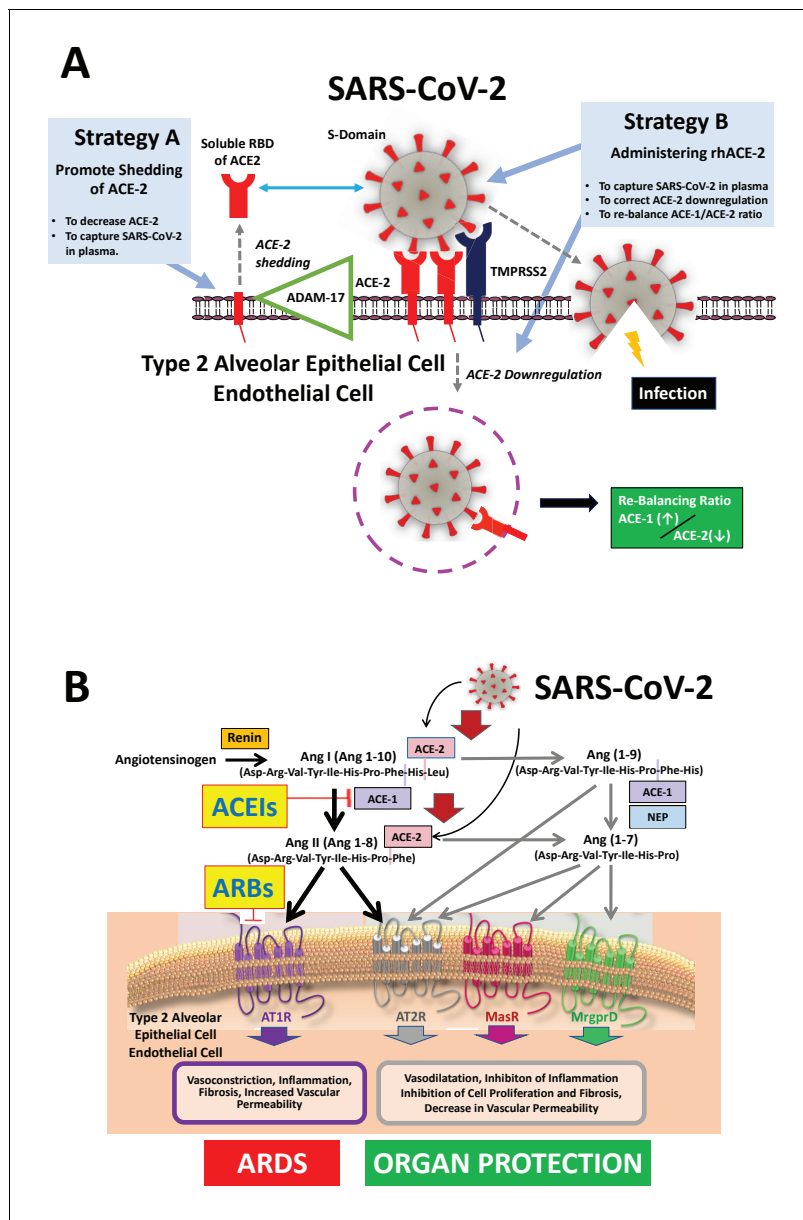 A
SARS-CoV-2
Strategy A
Promote Shedding
of ACE-2
• To decrease ACE-2
• To capture SARS-CoV-2
in plasma.
Soluble RBD
of ACE2
S-Domain
Strategy B
Administering rhACE-2
• To capture SARS-CoV-2 in plasma
• To correct ACE-2 downregulation
• To re-balance ACE-1/ACE-2 ratio
ACE-2
shedding
ADAM-17
ACE-2
TMPRSS2
Type 2 Alveolar Epithelial Cell
Endothelial Cell
ACE-2 Downregulation
Infection
Re-Balancing Ratio
ACE-1 (↑)
ACE-2(↓)
B
SARS-CoV-2
Renin
Angiotensinogen
Ang I (Ang 1-10)
(Asp-Arg-Val-Tyr-Ile-His-Pro-Phe-His-Leu)
ACE-2
Ang (1-9)
(Asp-Arg-Val-Tyr-Ile-His-Pro-Phe-His)
ACEIs
ACE-1
ACE-1
NEP
Ang II (Ang 1-8)
(Asp-Arg-Val-Tyr-Ile-His-Pro-Phe)
ACE-2
Ang (1-7)
(Asp-Arg-Val-Tyr-Ile-His-Pro)
ARBs
Type 2 Alveolar
Epithelial Cell
Endothelial Cell
AT1R
AT2R
MasR
MrgprD
Vasoconstriction, Inflammation,
Fibrosis, Increased Vascular
Permeability
Vasodilatation, Inhibiton of Inflammation
Inhibition of Cell Proliferation and Fibrosis,
Decrease in Vascular Permeability
ARDS
ORGAN PROTECTION